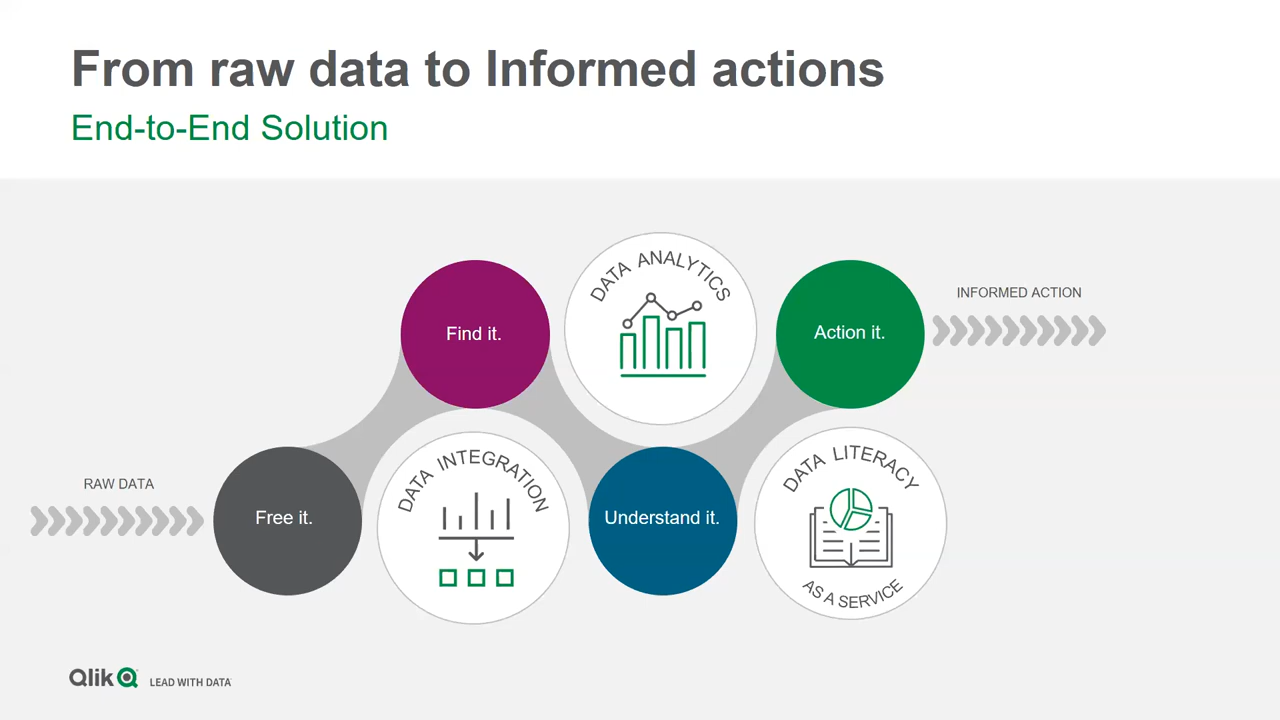 From raw data to Informed actions
End-to-End Solution
DATA ANALYTICS
INFORMED ACTION
Find it.
Action it.
DATA INTEGRATION
DATA LITERACY
RAW DATA
Free it.
Understand it.
AS A SERVICE
Qlik LEAD WITH DATA